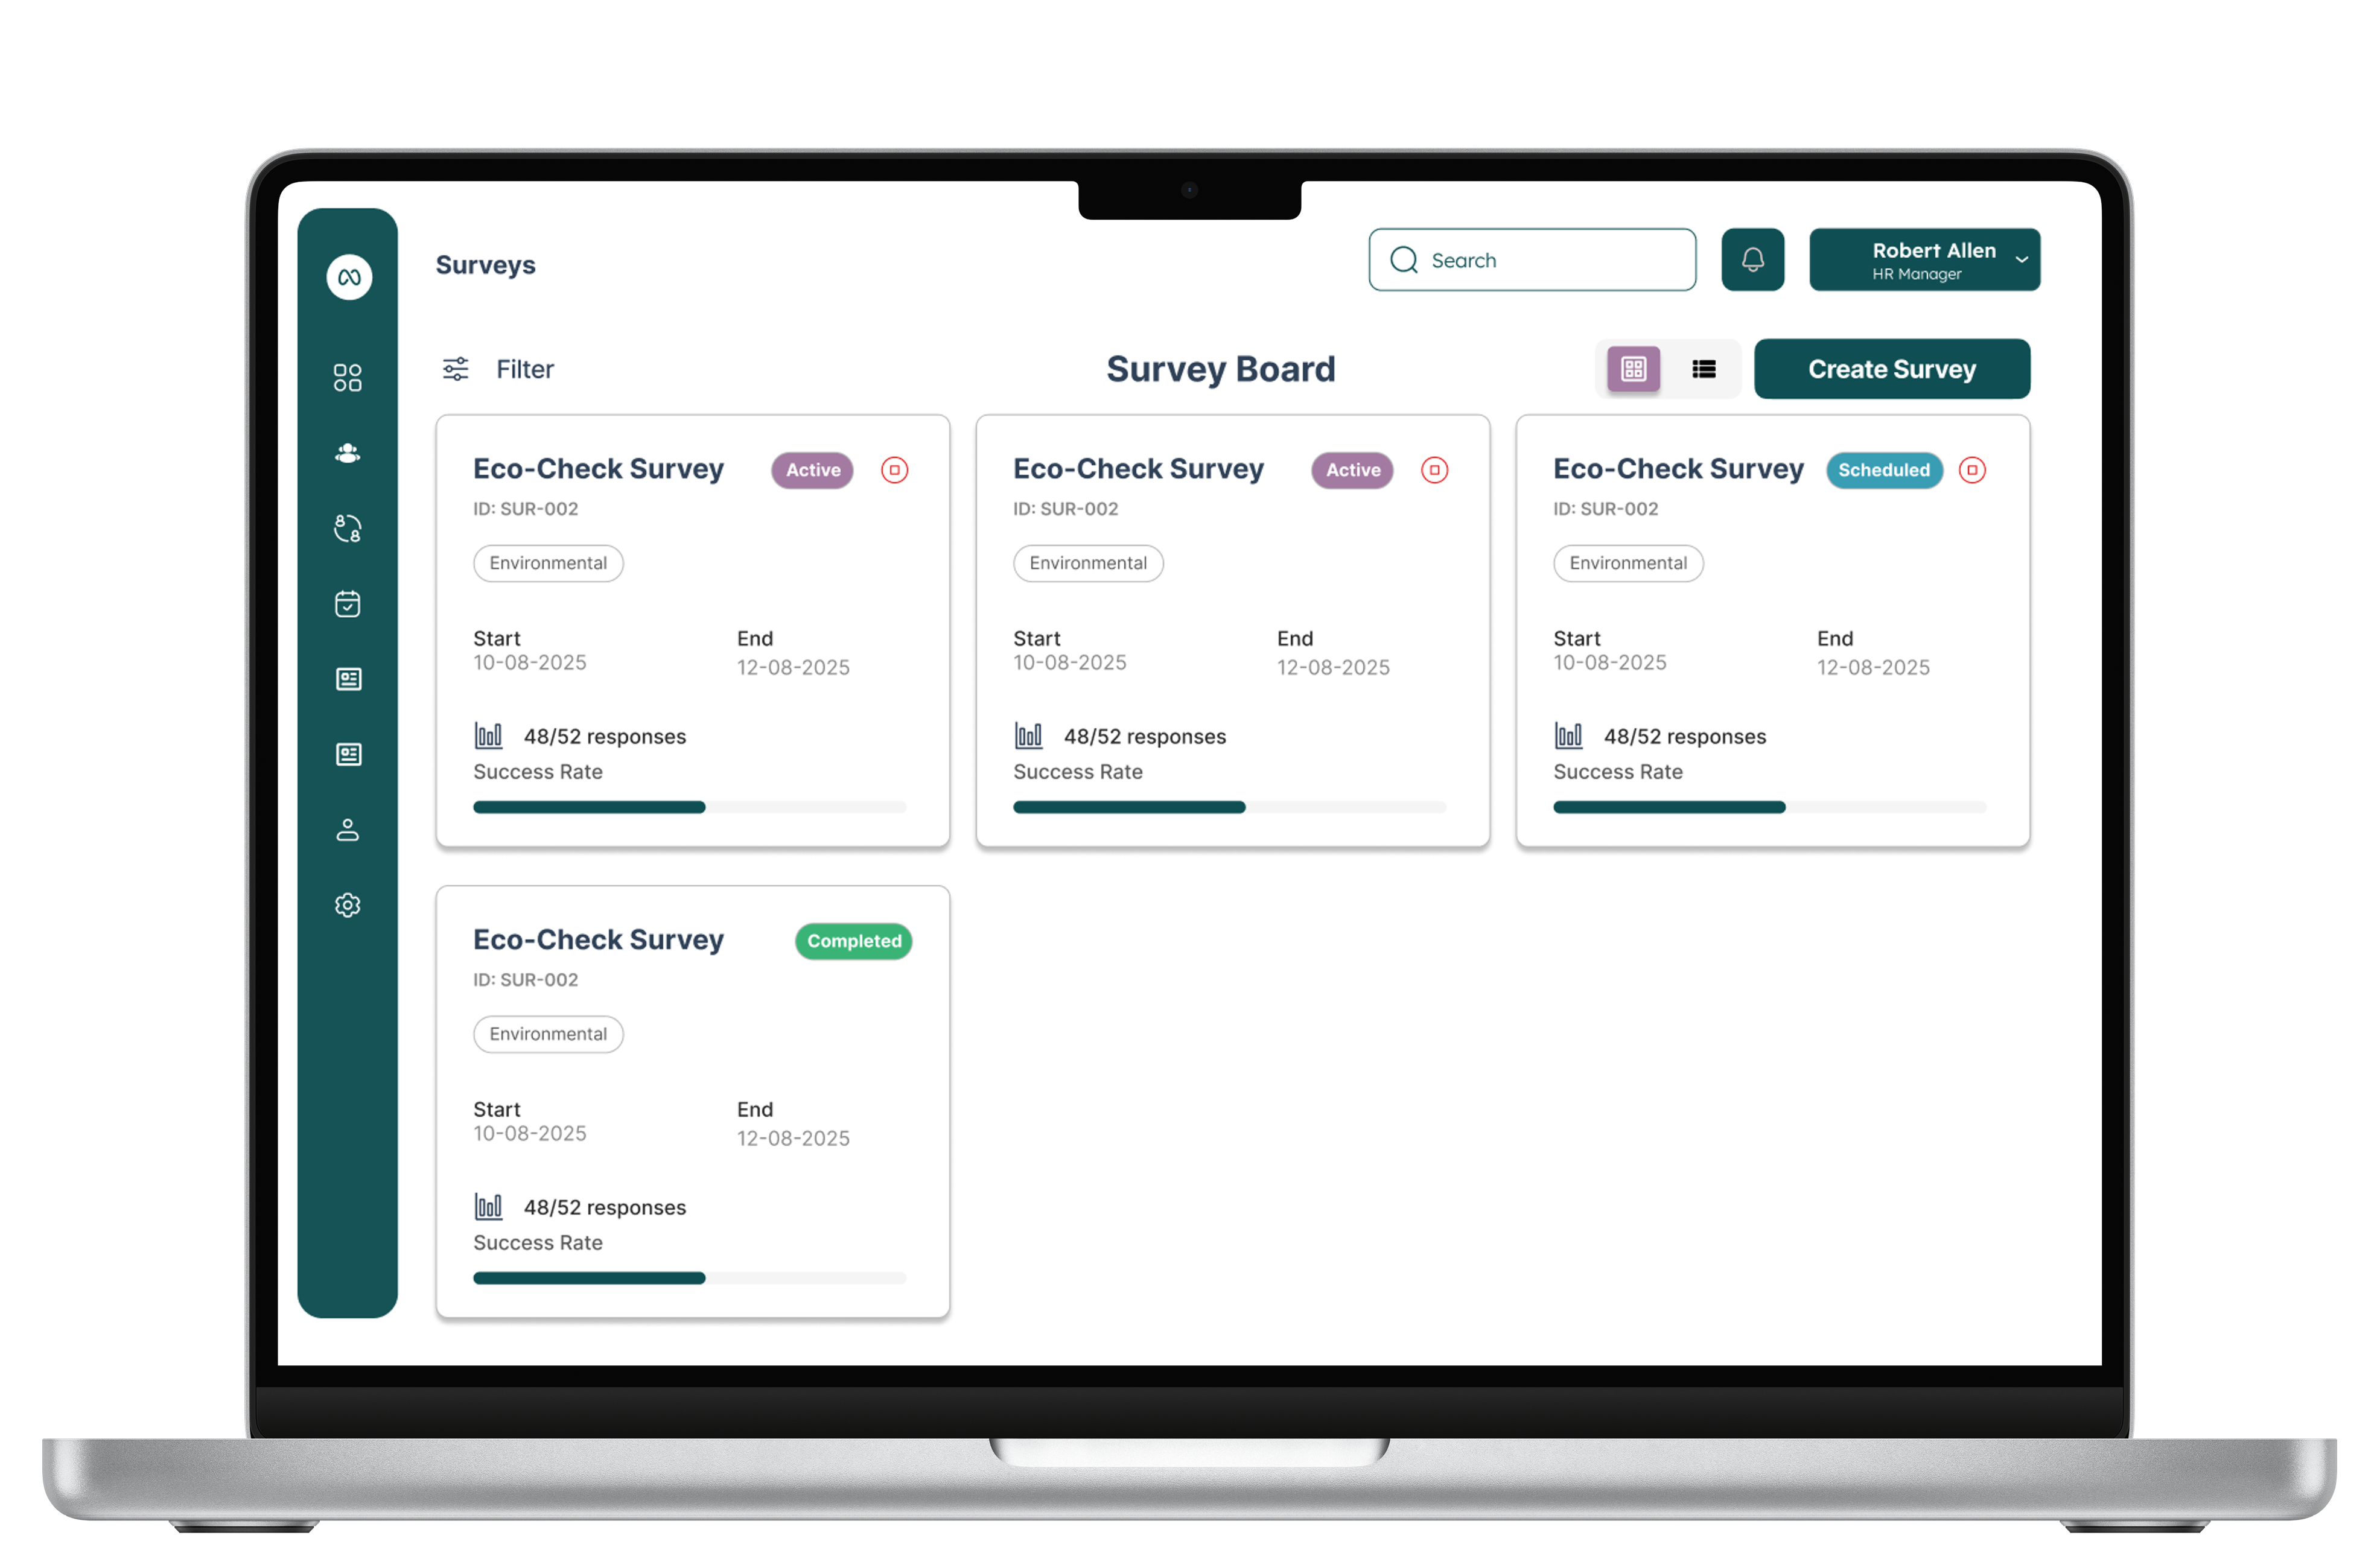 Surveys
Search
Robert Allen
HR Manager
Filter
Survey Board
Create Survey
Eco-Check Survey
Active
ID: SUR-002
Environmental
Start
End
10-08-2025
12-08-2025
48/52 responses
Success Rate
Eco-Check Survey
Active
ID: SUR-002
Environmental
Start
End
10-08-2025
12-08-2025
48/52 responses
Success Rate
Eco-Check Survey
Scheduled
ID: SUR-002
Environmental
Start
End
10-08-2025
12-08-2025
48/52 responses
Success Rate
Eco-Check Survey
Completed
ID: SUR-002
Environmental
Start
End
10-08-2025
12-08-2025
48/52 responses
Success Rate